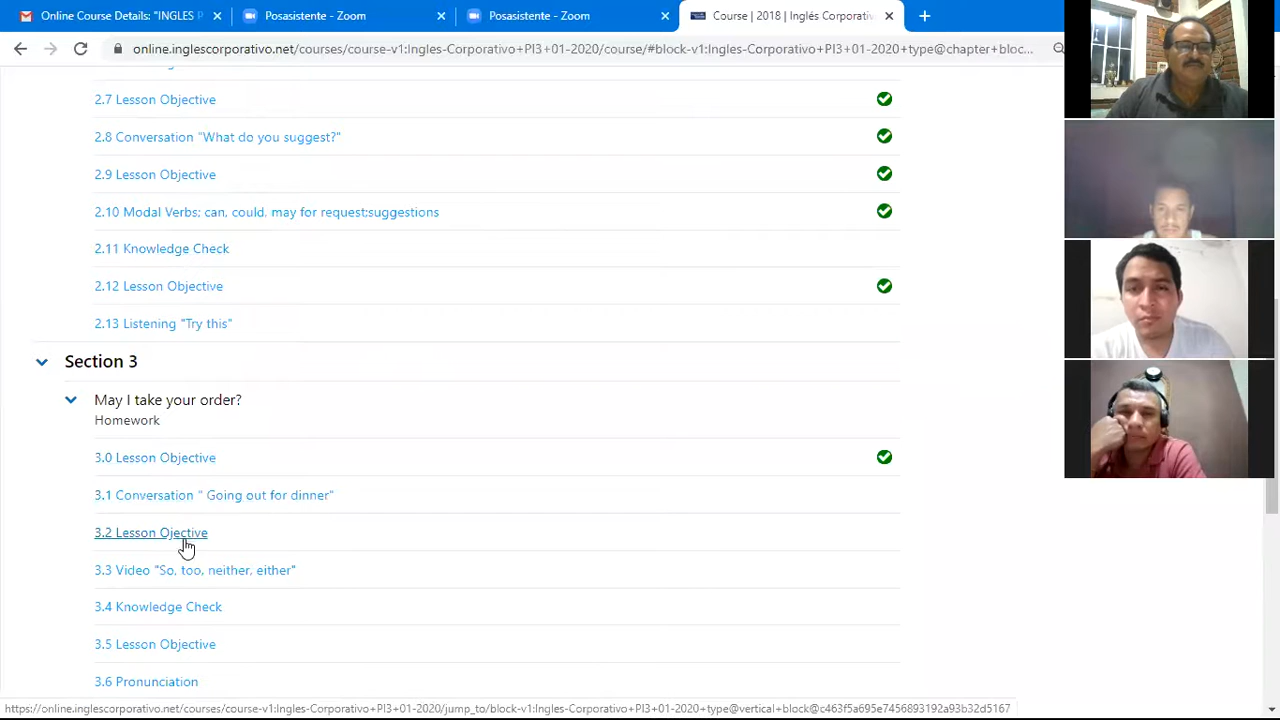 Online Course Details: "INGLES P
Posasistente - Zoom
Posasistente - Zoom
Course | 2018 | Inglés Corporativ
online.inglescorporativo.net/courses/course-v1:Ingles-Corporativo+PI3+01-2020/course/#block-v1:Ingles-Corporativo+PI3+01-2020+type@chapter+bloc...
2.7 Lesson Objective
2.8 Conversation "What do you suggest?"
2.9 Lesson Objective
2.10 Modal Verbs: can, could, may for request;suggestions
2.11 Knowledge Check
2.12 Lesson Objective
2.13 Listening "Try this"
Section 3
May I take your order?
Homework
3.0 Lesson Objective
3.1 Conversation " Going out for dinner"
3.2 Lesson Ojective
3.3 Video "So, too, neither, either"
3.4 Knowledge Check
3.5 Lesson Objective
3.6 Pronunciation
https://online.inglescorporativo.net/courses/course-v1:Ingles-Corporativo+PI3+01-2020/jump_to/block-v1:Ingles-Corporativo+PI3+01-2020+type@vertical+block@c463f5a695e7456893192a93b32d5167